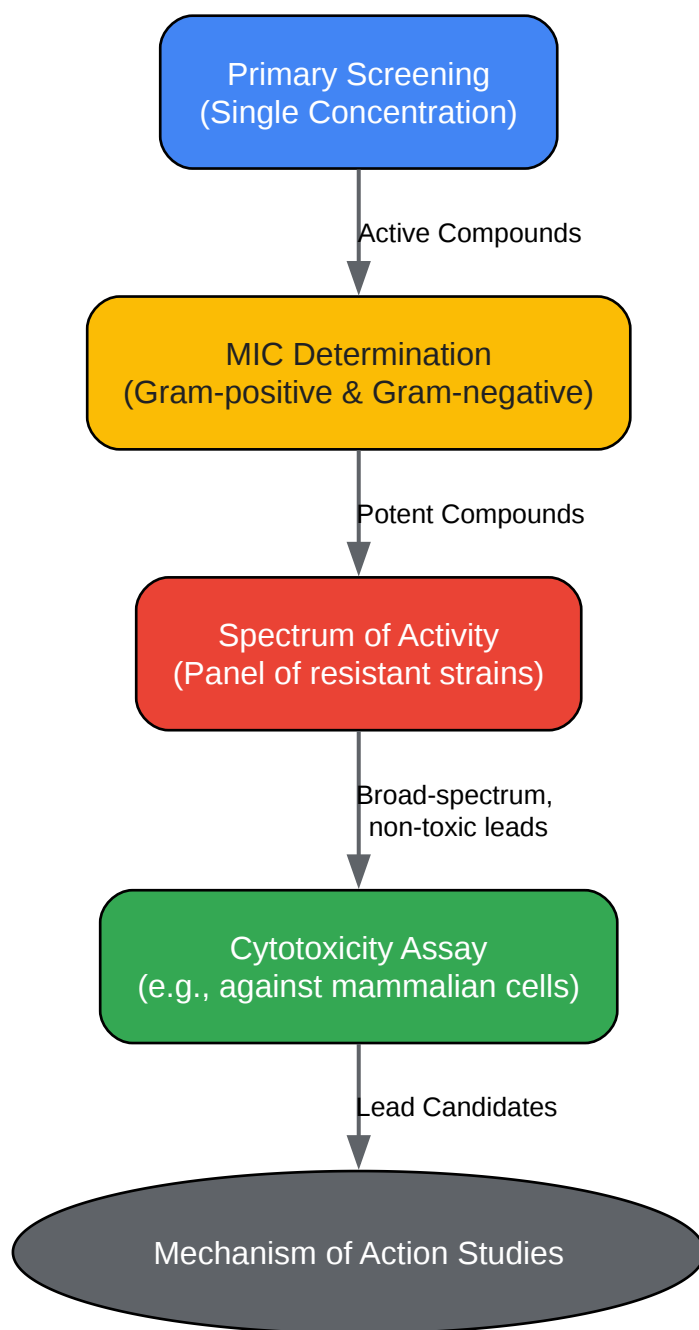 Primary Screening
(Single Concentration)
Active Compounds
MIC Determination
(Gram-positive & Gram-negative)
Potent Compounds
Spectrum of Activity
(Panel of resistant strains)
Broad-spectrum,
non-toxic leads
Cytotoxicity Assay
(e.g., against mammalian cells)
Lead Candidates
Mechanism of Action Studies